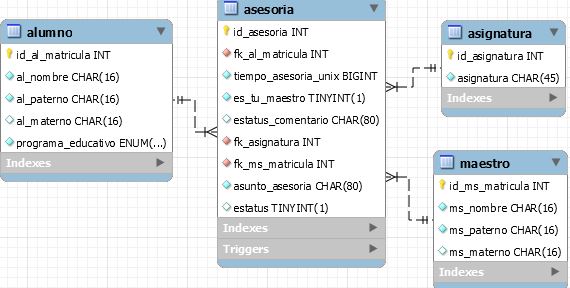 alumno
id_al_matricula INT
al_nombre CHAR(16)
al_paterno CHAR(16)
al_materno CHAR(16)
programa_educativo ENUM(...)
Indexes
asesoria
id_asesoria INT
fk_al_matricula INT
tiempo_asesoria_unix BIGINT
es_tu_maestro TINYINT(1)
estatus_comentario CHAR(80)
fk_asignatura INT
fk_ms_matricula INT
asunto_asesoria CHAR(80)
estatus TINYINT(1)
Indexes
Triggers
asignatura
id_asignatura INT
asignatura CHAR(45)
Indexes
maestro
id_ms_matricula INT
ms_nombre CHAR(16)
ms_paterno CHAR(16)
ms_materno CHAR(16)
Indexes